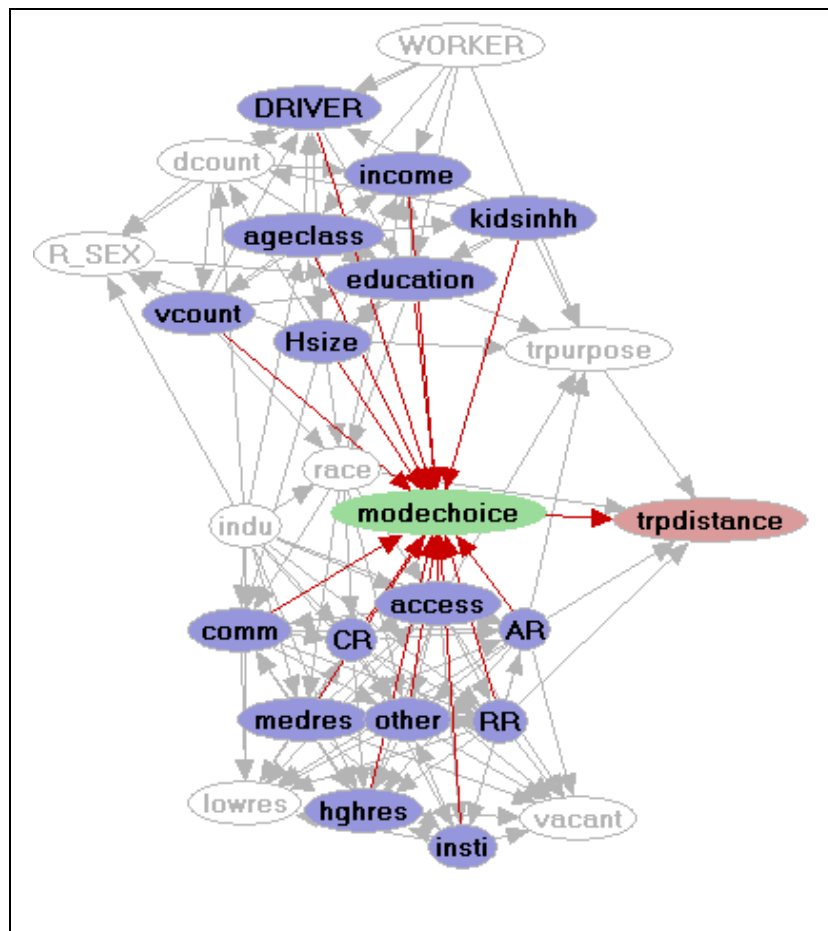 WORKER
DRIVER
dcount
income
kidsinhh
ageclass
R_SEX
education
vcount
Hsize
trpurpose
race
modechoice
trpdistance
indu
access
comm
CR
AR
medres
other
RR
lowres
hghres
vacant
insti